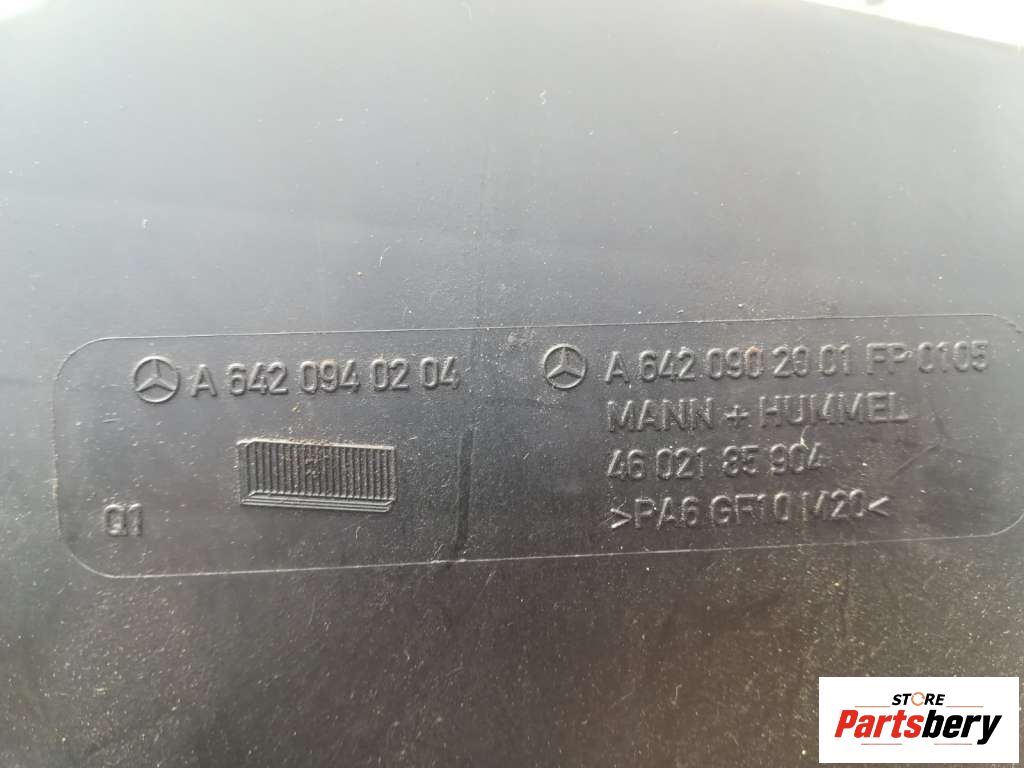 A 642 094 02 04
Q1
A 642 090 20 01 FP 0105
MANN + HUMMEL
46 021 85 904
>PA6 GF10 M20<
STORE
Partsbery